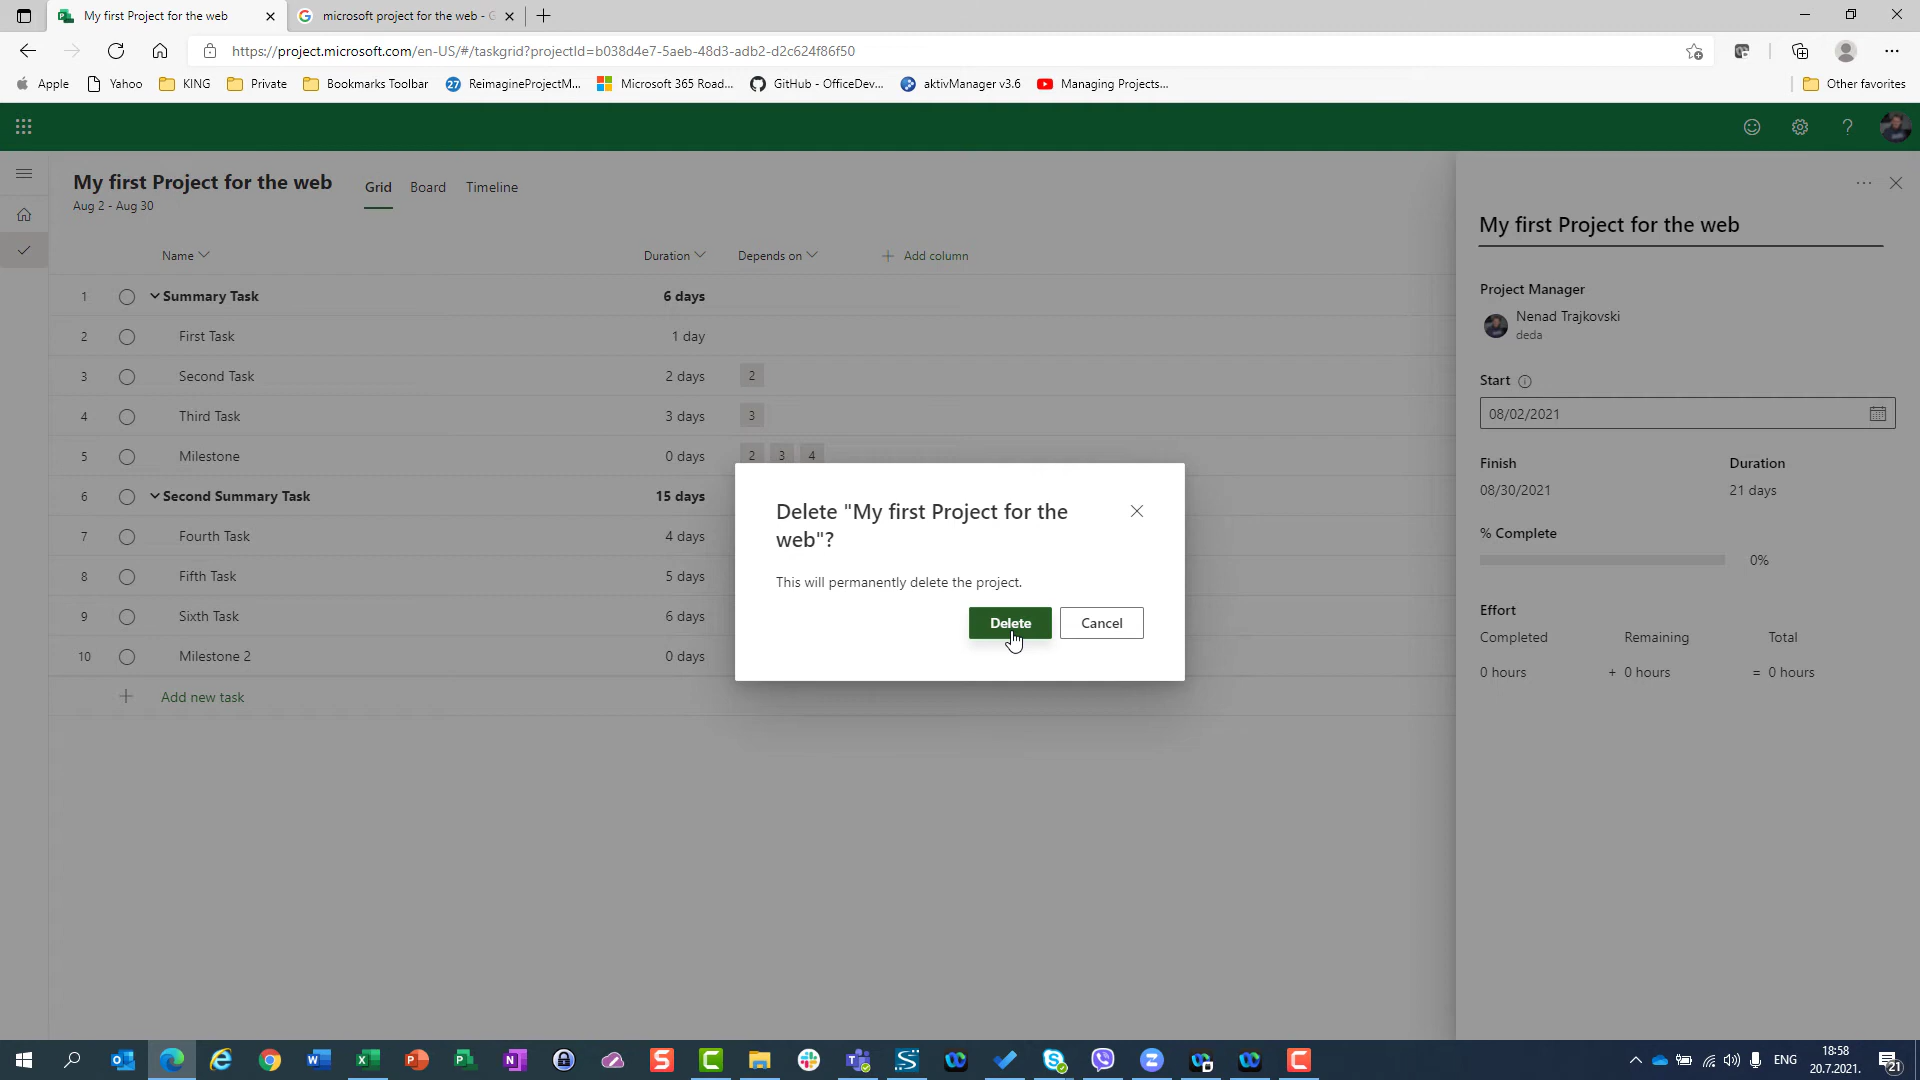 My first Project for the web
microsoft project for the web - G
https://project.microsoft.com/en-US/#/taskgrid?projectId=b038d4e7-5aeb-48d3-adb2-d2c624f86f50
Apple
Yahoo
KING
Private
Bookmarks Toolbar
27
ReimagineProjectM...
Microsoft 365 Road...
GitHub - OfficeDev...
aktivManager v3.6
Managing Projects...
Other favorites
My first Project for the web
Aug 2 - Aug 30
Grid
Board
Timeline
Name
Duration
Depends on
Add column
1 Summary Task 6 days
2 First Task 1 day
3 Second Task 2 days 2
4 Third Task 3 days 3
5 Milestone 0 days 2 3 4
6 Second Summary Task 15 days
7 Fourth Task 4 days
8 Fifth Task 5 days
9 Sixth Task 6 days
10 Milestone 2 0 days
Add new task
Delete "My first Project for the
web"?
This will permanently delete the project.
Delete
Cancel
My first Project for the web
Project Manager
Nenad Trajkovski
deda
Start
08/02/2021
Finish Duration
08/30/2021 21 days
% Complete
0%
Effort
Completed Remaining Total
0 hours + 0 hours = 0 hours
ENG
18:58
20.7.2021.
21